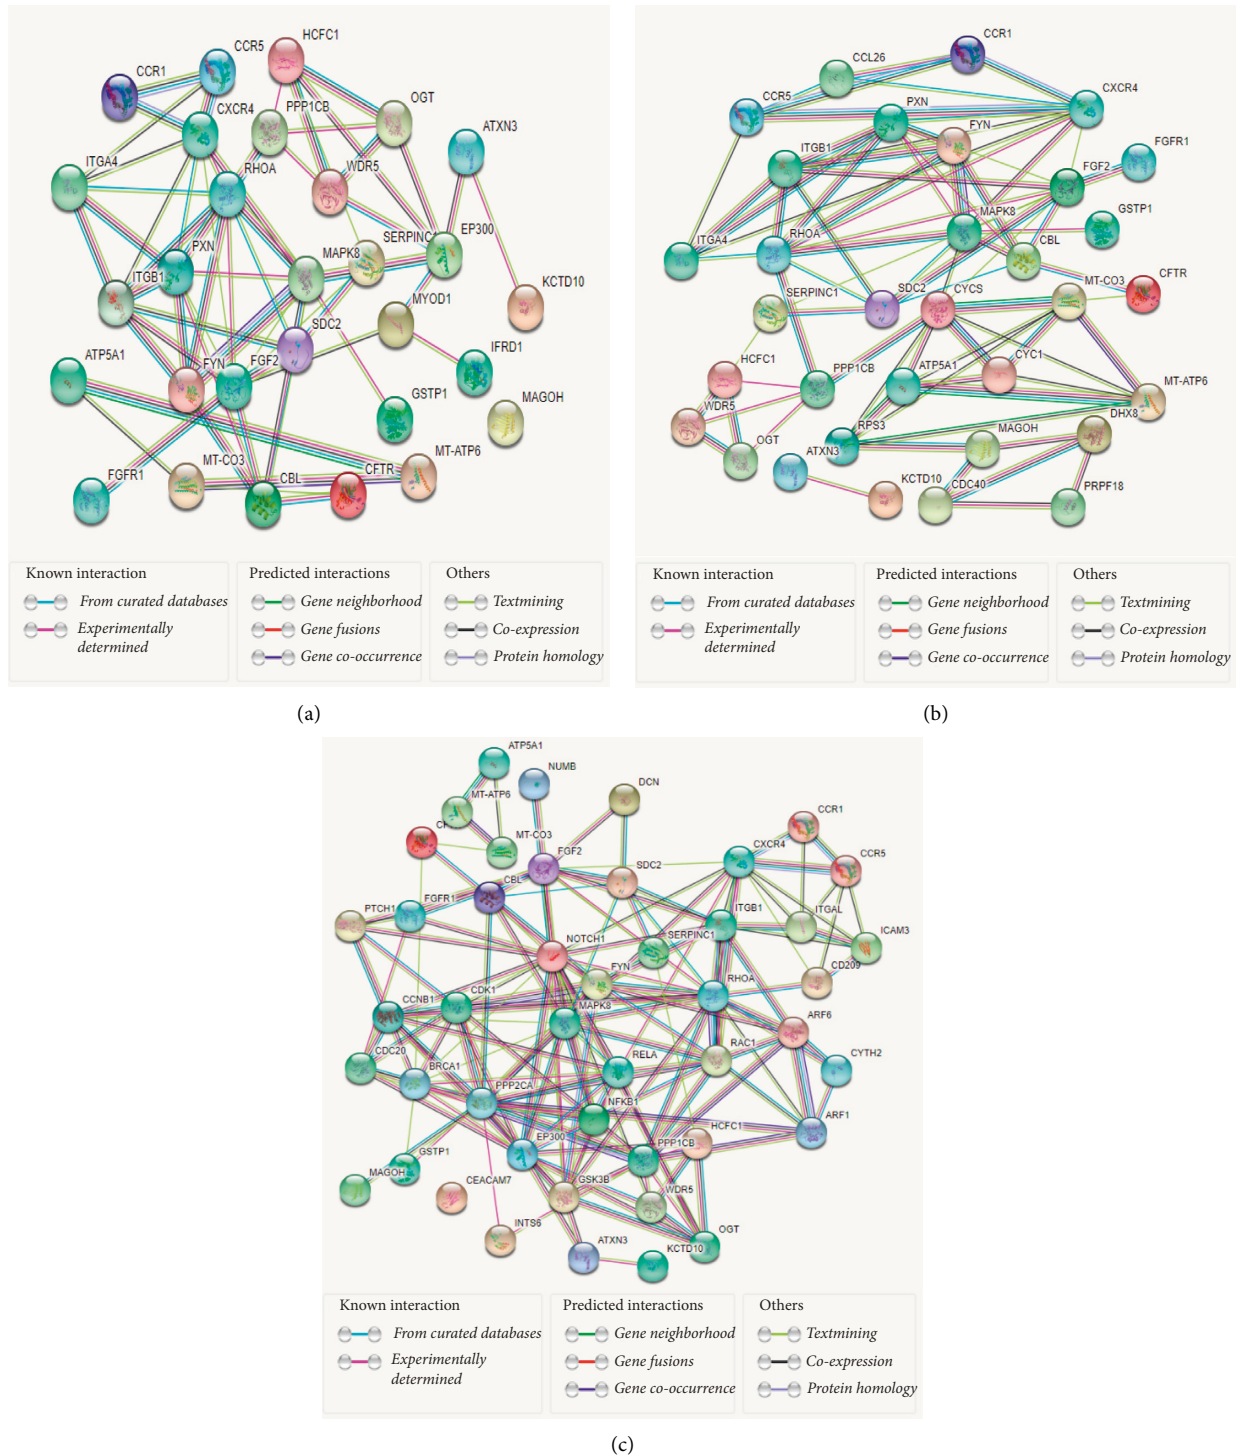 HCFC1
CCR5
CCR1
CXCR4
PPP1CB
OGT
ATXN3
ITGA4
RHOA
WDR5
PXN
MAPK8
SERPINC
EP300
ITGB1
KCTD10
MYOD1
SDC2
ATP5A1
FYN
FGF2
IFRD1
GSTP1
MAGOH
MT-CO3
CFTR
MT-ATP6
FGFR1
CBL
Known interaction
From curated databases
Experimentally
determined
Predicted interactions
Gene neighborhood
Gene fusions
Gene co-occurrence
Others
Textmining
Co-expression
Protein homology
(a)
CCR1
CCL26
CCR5
PXN
CXCR4
FYN
ITGB1
FGF2
FGFR1
MAPK8
GSTP1
ITGA4
RHOA
CBL
SERPINC1
SDC2
CYCS
MT-CO3
CFTR
HCFC1
PPP1CB
ATP5A1
CYC1
MT-ATP6
WDR5
RPS3
DHX8
OGT
MAGOH
ATXN3
KCTD10
CDC40
PRPF18
Known interaction
From curated databases
Experimentally
determined
Predicted interactions
Gene neighborhood
Gene fusions
Gene co-occurrence
Others
Textmining
Co-expression
Protein homology
(b)
ATP5A1
NUMB
DCN
MT-ATP6
CCR1
MT-CO3
FGF2
CXCR4
CCR5
SDC2
CBL
PTCH1
FGFR1
ITGB1
ITGAL
ICAM3
NOTCH1
SERPINC1
CD209
FYN
RHOA
CCNB1
CDK1
MAPK8
ARF6
CDC20
BRCA1
RELA
RAC1
CYTH2
PPP2CA
NFKB1
HCFC1
ARF1
EP300
PPP1CB
GSTP1
MAGOH
CEACAM7
GSK3B
WDR5
INTS6
ATXN3
KCTD10
OGT
Known interaction
From curated databases
Experimentally
determined
Predicted interactions
Gene neighborhood
Gene fusions
Gene co-occurrence
Others
Textmining
Co-expression
Protein homology
(c)